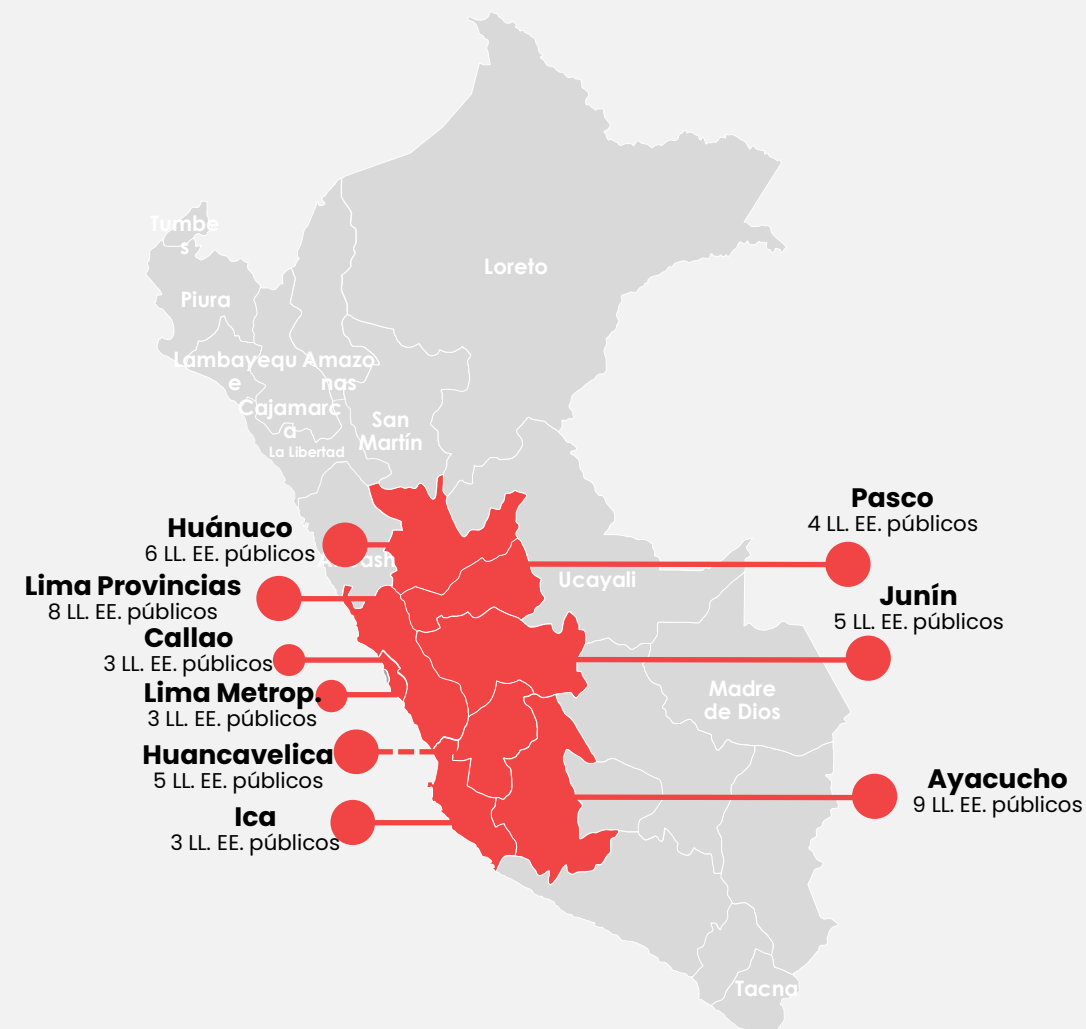 Tumbe
s
Loreto
Piura
Lambayequ
e
Amazo
nas
Cajamarc
a
San
Martín
La Libertad
Huánuco
6 LL. EE. públicos
Pasco
4 LL. EE. públicos
Ucayali
Lima Provincias
8 LL. EE. públicos
Junín
5 LL. EE. públicos
Callao
3 LL. EE. públicos
Lima Metrop.
3 LL. EE. públicos
Madre
de Dios
Huancavelica
5 LL. EE. públicos
Ayacucho
9 LL. EE. públicos
Ica
3 LL. EE. públicos
Tacna